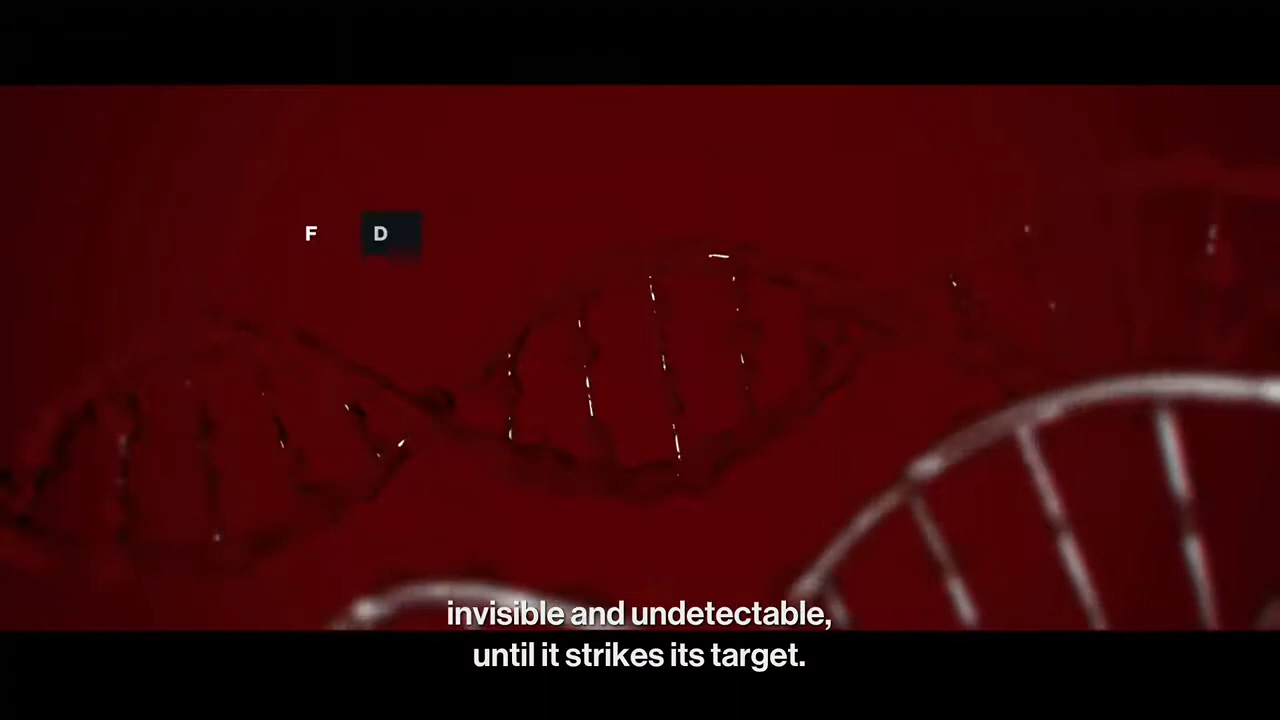 F D
invisible and undetectable,
until it strikes its target.